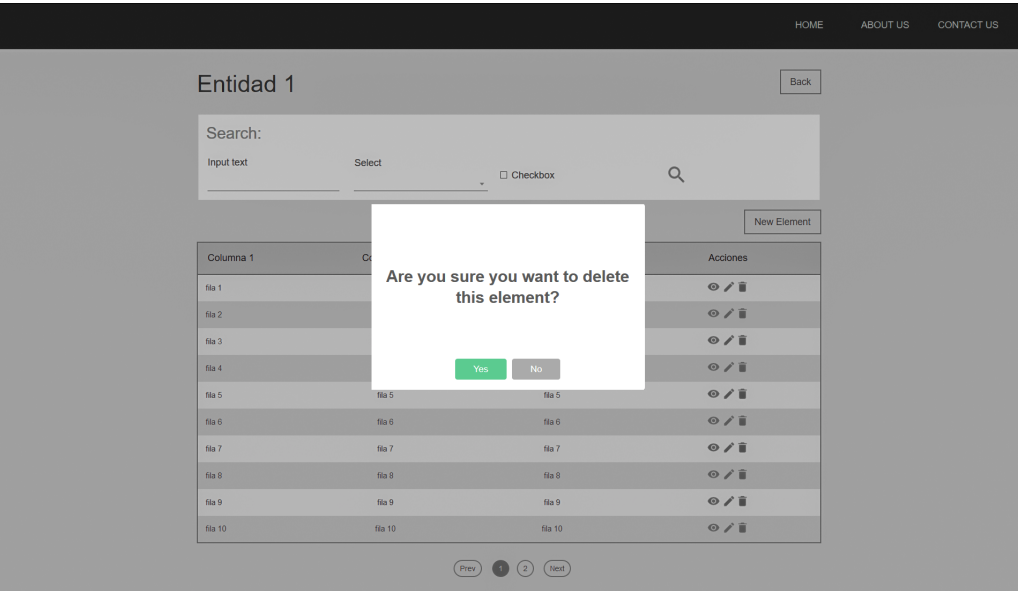 HOME ABOUT US CONTACT US
Entidad 1
Back
Search:
Input text Select
Checkbox
New Element
Columna 1 Acciones
Are you sure you want to delete
this element?
Yes No
fila 1
fila 2
fila 3
fila 4
fila 5 fila 5 fila 5
fila 6 fila 6 fila 6
fila 7 fila 7 fila 7
fila 8 fila 8 fila 8
fila 9 fila 9 fila 9
fila 10 fila 10 fila 10
Prev 1 2 Next